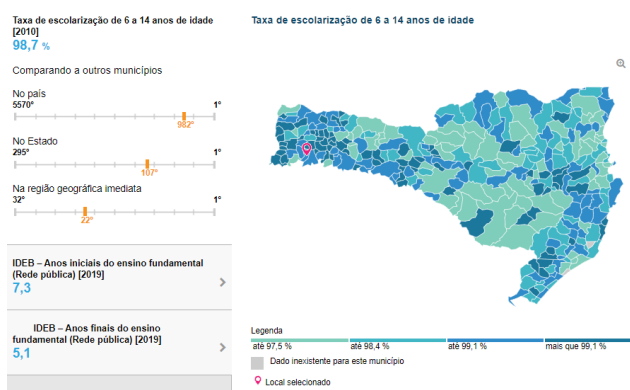 Taxa de escolarização de 6 a 14 anos de idade
[2010]
98,7 %
Comparando a outros municípios
No país
5570º 1º
982º
No Estado
295º 1º
107º
Na região geográfica imediata
32º 1º
22º
IDEB – Anos iniciais do ensino fundamental
(Rede pública) [2019]
7,3
IDEB – Anos finais do ensino
fundamental (Rede pública) [2019]
5,1
Taxa de escolarização de 6 a 14 anos de idade
Legenda
até 97,5 % até 98,4 % até 99,1 % mais que 99,1 %
Dado inexistente para este município
Local selecionado